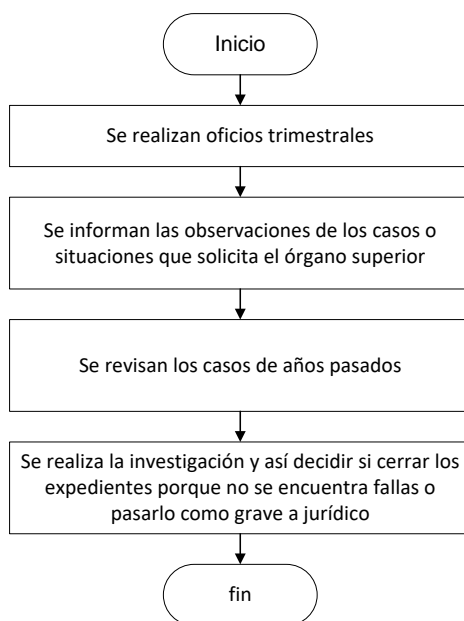 Inicio
Se realizan oficios trimestrales
Se informan las observaciones de los casos o
situaciones que solicita el órgano superior
Se revisan los casos de años pasados
Se realiza la investigación y así decidir si cerrar los
expedientes porque no se encuentra fallas o
pasarlo como grave a jurídico
fin